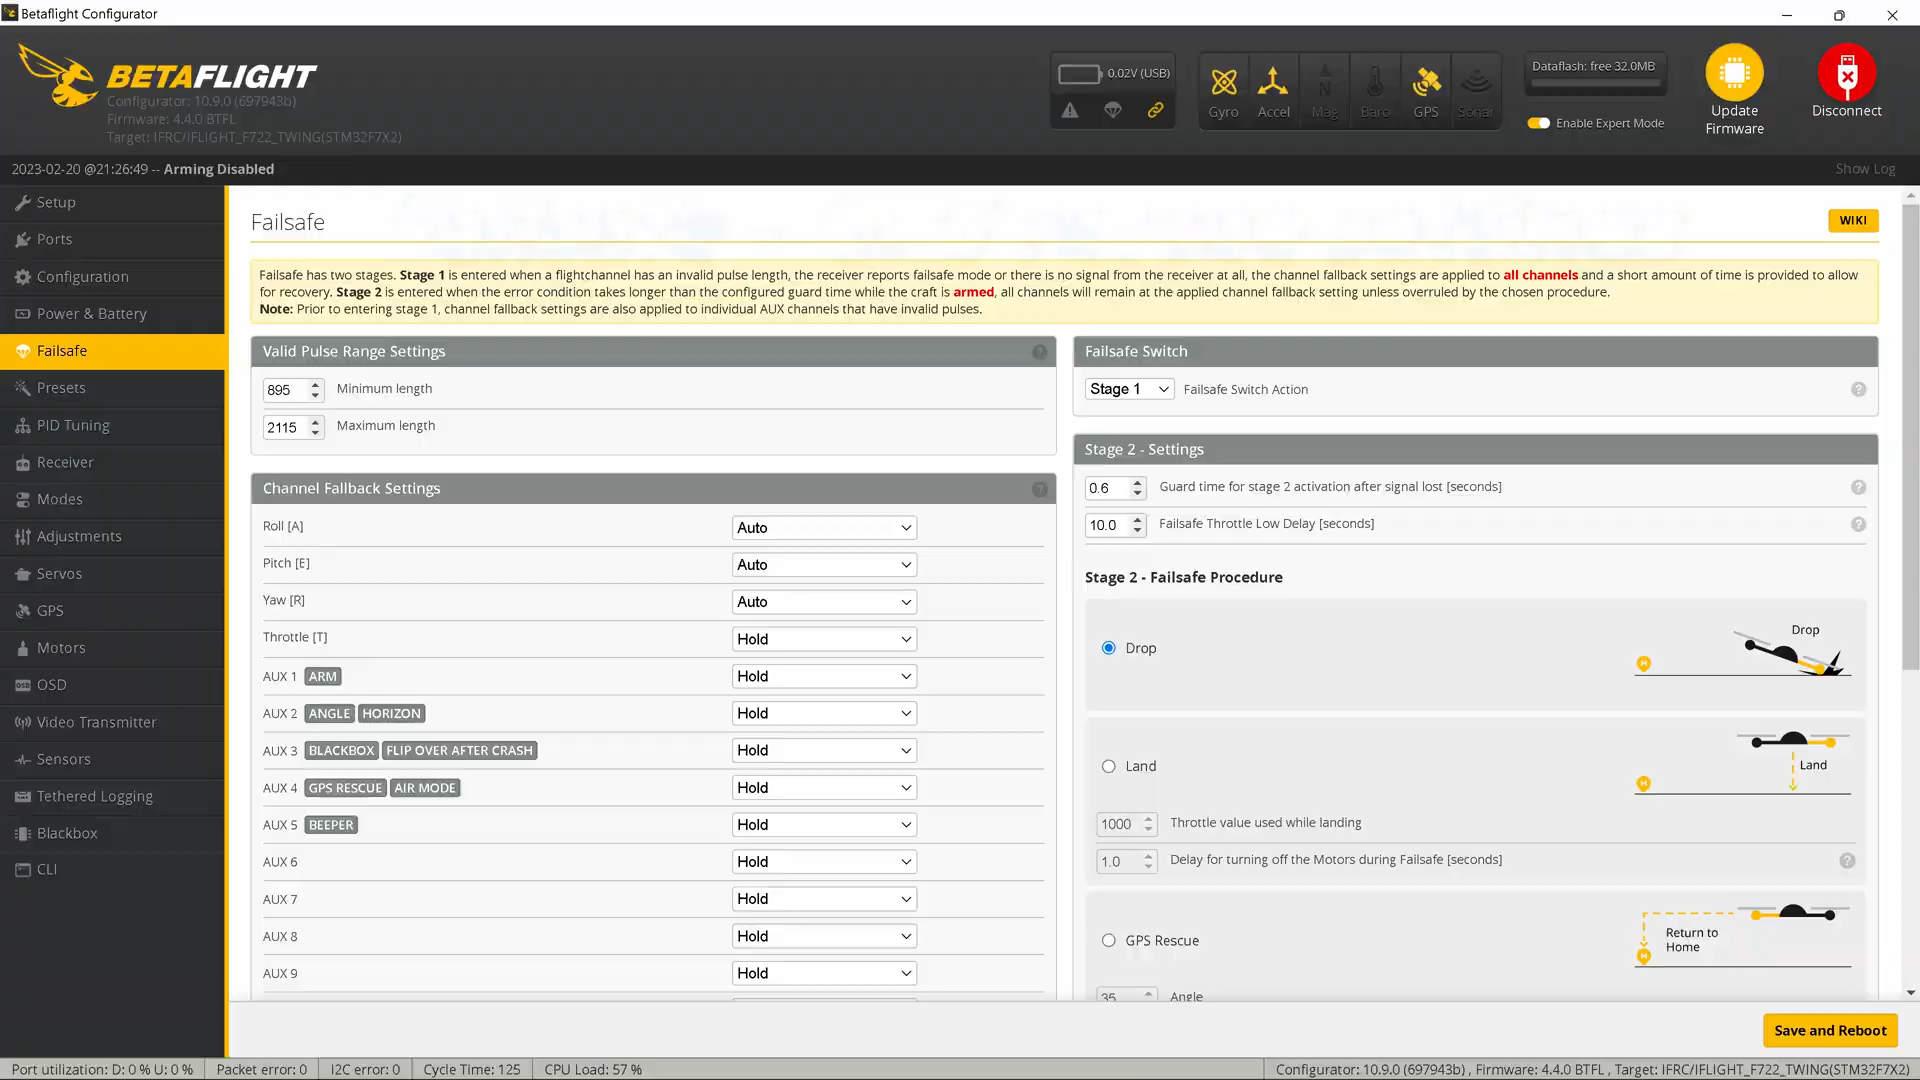 Betaflight Configurator
BETAFLIGHT
Configurator: 10.9.0 (697943b)
Firmware: 4.4.0 BTFL
Target: IFRC/IFLIGHT_F722_TWING(STM32F7X2)
0.02V (USB)
Gyro
Accel
Mag
Baro
GPS
Sonar
Dataflash: free 32.0MB
Enable Expert Mode
Update
Firmware
Disconnect
2023-02-20 @21:26:49 -- Arming Disabled
Show Log
Setup
Ports
Configuration
Power & Battery
Failsafe
Presets
PID Tuning
Receiver
Modes
Adjustments
Servos
GPS
Motors
OSD
Video Transmitter
Sensors
Tethered Logging
Blackbox
CLI
Failsafe
WIKI
Failsafe has two stages. Stage 1 is entered when a flightchannel has an invalid pulse length, the receiver reports failsafe mode or there is no signal from the receiver at all, the channel fallback settings are applied to all channels and a short amount of time is provided to allow
for recovery. Stage 2 is entered when the error condition takes longer than the configured guard time while the craft is armed, all channels will remain at the applied channel fallback setting unless overruled by the chosen procedure.
Note: Prior to entering stage 1, channel fallback settings are also applied to individual AUX channels that have invalid pulses.
Valid Pulse Range Settings
895 Minimum length
2115 Maximum length
Channel Fallback Settings
Roll [A] Auto
Pitch [E] Auto
Yaw [R] Auto
Throttle [T] Hold
AUX 1 ARM Hold
AUX 2 ANGLE HORIZON Hold
AUX 3 BLACKBOX FLIP OVER AFTER CRASH Hold
AUX 4 GPS RESCUE AIR MODE Hold
AUX 5 BEEPER Hold
AUX 6 Hold
AUX 7 Hold
AUX 8 Hold
AUX 9 Hold
Failsafe Switch
Stage 1 Failsafe Switch Action
Stage 2 - Settings
0.6 Guard time for stage 2 activation after signal lost [seconds]
10.0 Failsafe Throttle Low Delay [seconds]
Stage 2 - Failsafe Procedure
Drop
Drop
Land
Land
1000 Throttle value used while landing
1.0 Delay for turning off the Motors during Failsafe [seconds]
GPS Rescue
Return to
Home
35 Angle
Save and Reboot
Port utilization: D: 0 % U: 0 % Packet error: 0 I2C error: 0 Cycle Time: 125 CPU Load: 57 %
Configurator: 10.9.0 (697943b) , Firmware: 4.4.0 BTFL , Target: IFRC/IFLIGHT_F722_TWING(STM32F7X2)